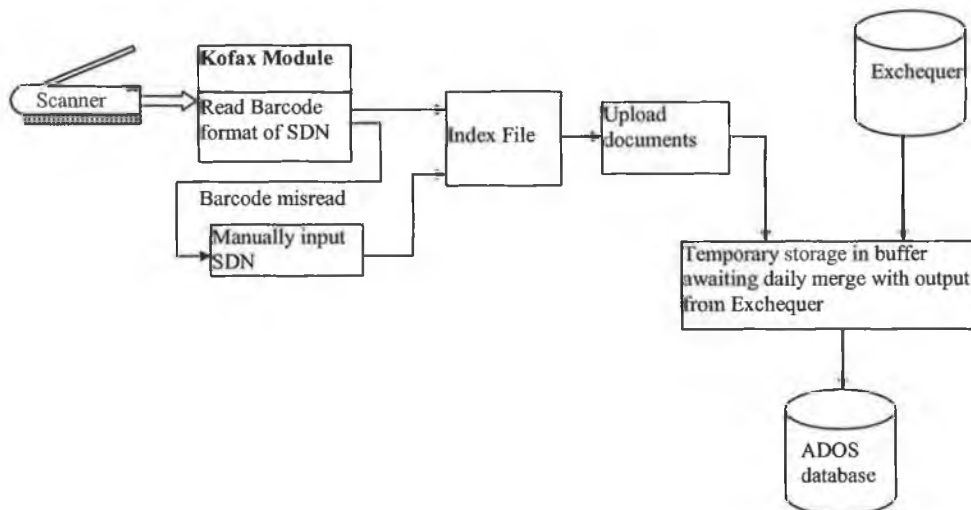 Scanner
Kofax Module
Read Barcode
format of SDN
Barcode misread
Manually input
SDN
Index File
Upload
documents
Exchequer
Temporary storage in buffer
awaiting daily merge with output
from Exchequer
ADOS
database